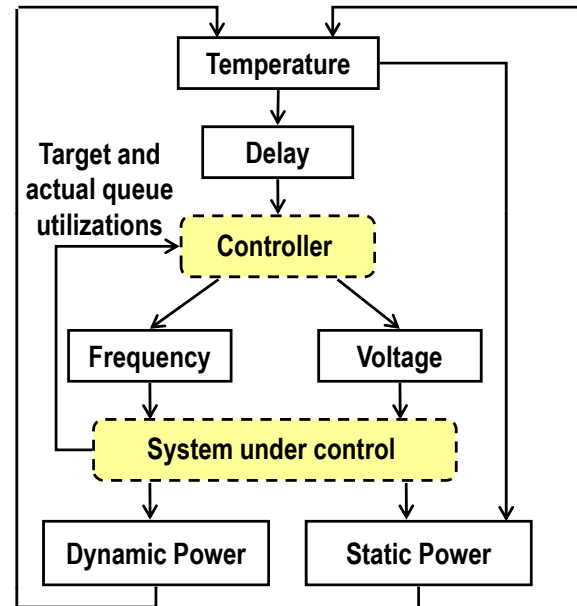 Temperature
Delay
Target and
actual queue
utilizations
Controller
Frequency
Voltage
System under control
Dynamic Power
Static Power